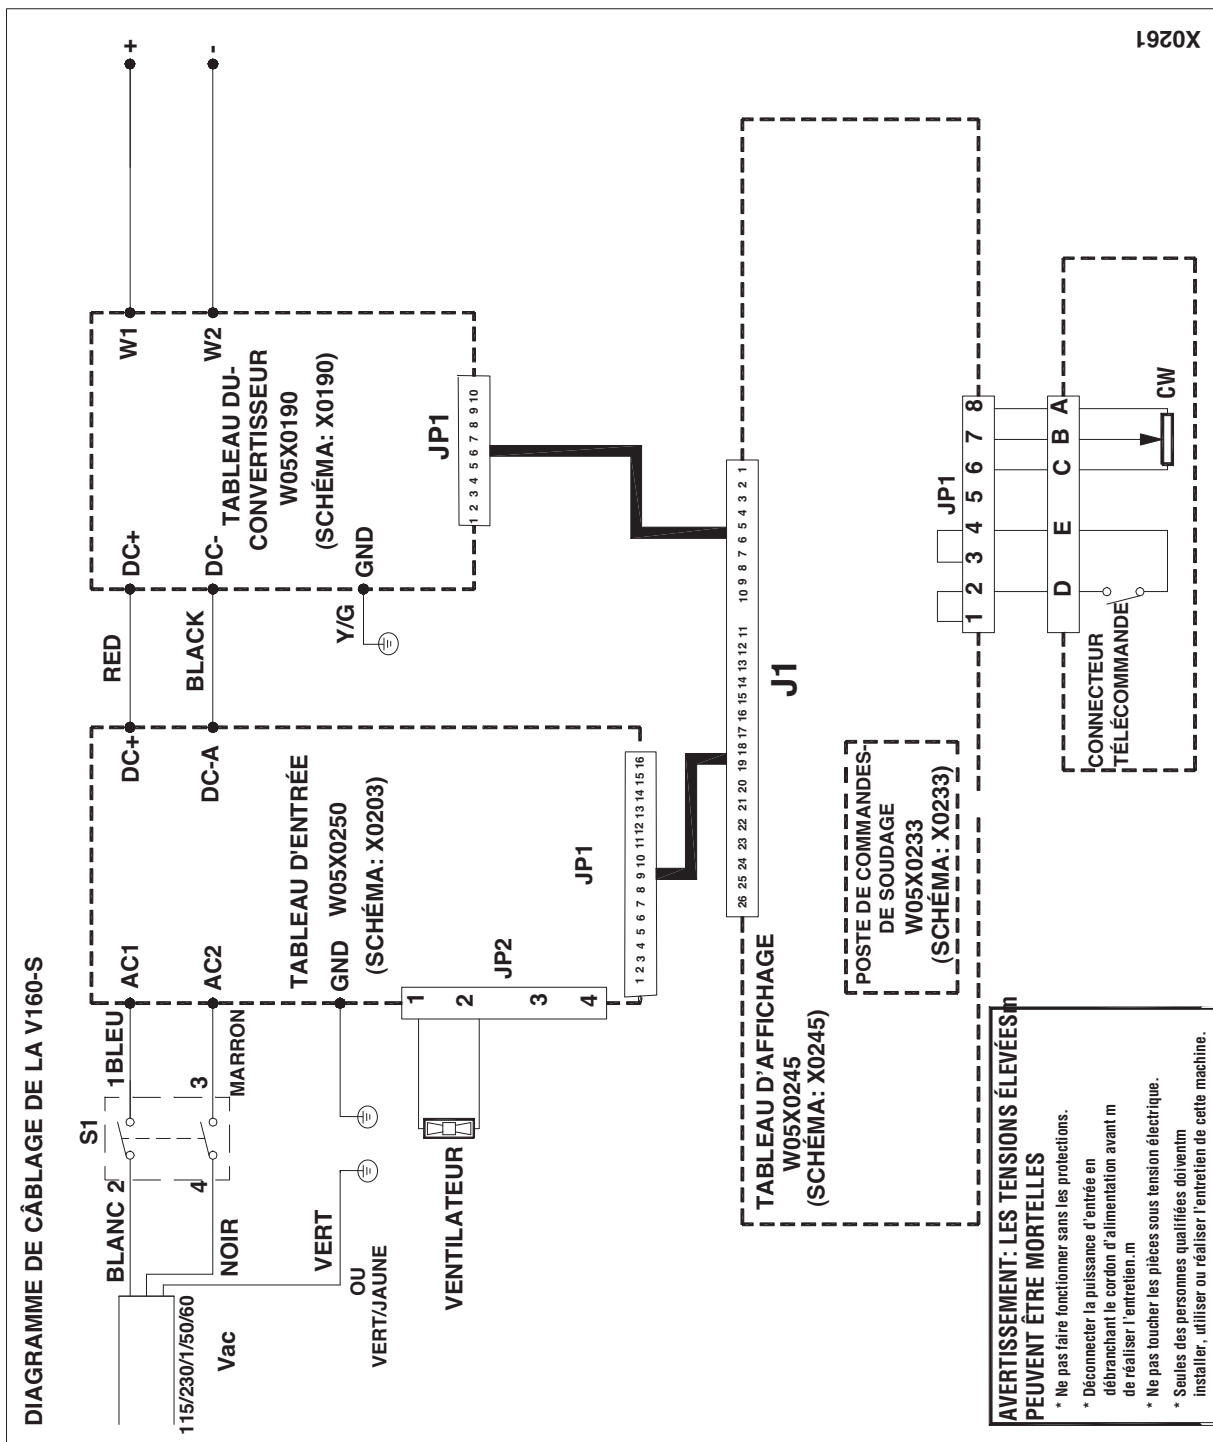 DIAGRAMME DE CÂBLAGE DE LA V160-S
115/230/1/50/60
Vac
BLANC 2
S1
1
BLEU
4
3
NOIR
MARRON
VERT
OU
VERT/JAUNE
VENTILATEUR
AC1
AC2
GND
TABLEAU D'ENTRÉE
W05X0250
(SCHÉMA: X0203)
DC+
DC-A
JP2
1
2
3
4
JP1
1 2 3 4 5 6 7 8 9 10 11 12 13 14 15 16
RED
BLACK
Y/G
DC+
DC-
GND
TABLEAU DU-
CONVERTISSEUR
W05X0190
(SCHÉMA: X0190)
W1
W2
+
-
JP1
1 2 3 4 5 6 7 8 9 10
26 25 24 23 22 21 20 19 18 17 16 15 14 13 12 11 10 9 8 7 6 5 4 3 2 1
J1
TABLEAU D'AFFICHAGE
W05X0245
(SCHÉMA: X0245)
POSTE DE COMMANDES-
DE SOUDAGE
W05X0233
(SCHÉMA: X0233)
JP1
1 2 3 4 5 6 7 8
D E C B A
CONNECTEUR
TÉLÉCOMMANDE
CW
AVERTISSEMENT: LES TENSIONS ÉLEVÉESm
PEUVENT ÊTRE MORTELLES
* Ne pas faire fonctionner sans les protections.
* Déconnecter la puissance d'entrée en
débranchant le cordon d'alimentation avant m
de réaliser l'entretien.m
* Ne pas toucher les pièces sous tension électrique.
* Seules des personnes qualifiées doiventm
installer, utiliser ou réaliser l'entretien de cette machine.
X0261